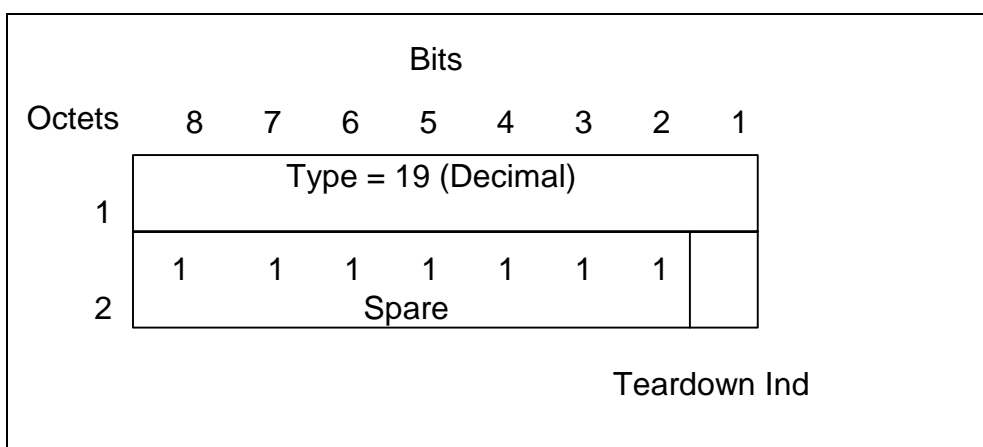 Bits
Octets 8 7 6 5 4 3 2 1
Type = 19 (Decimal)
1
1 1 1 1 1 1 1
2 Spare
Teardown Ind